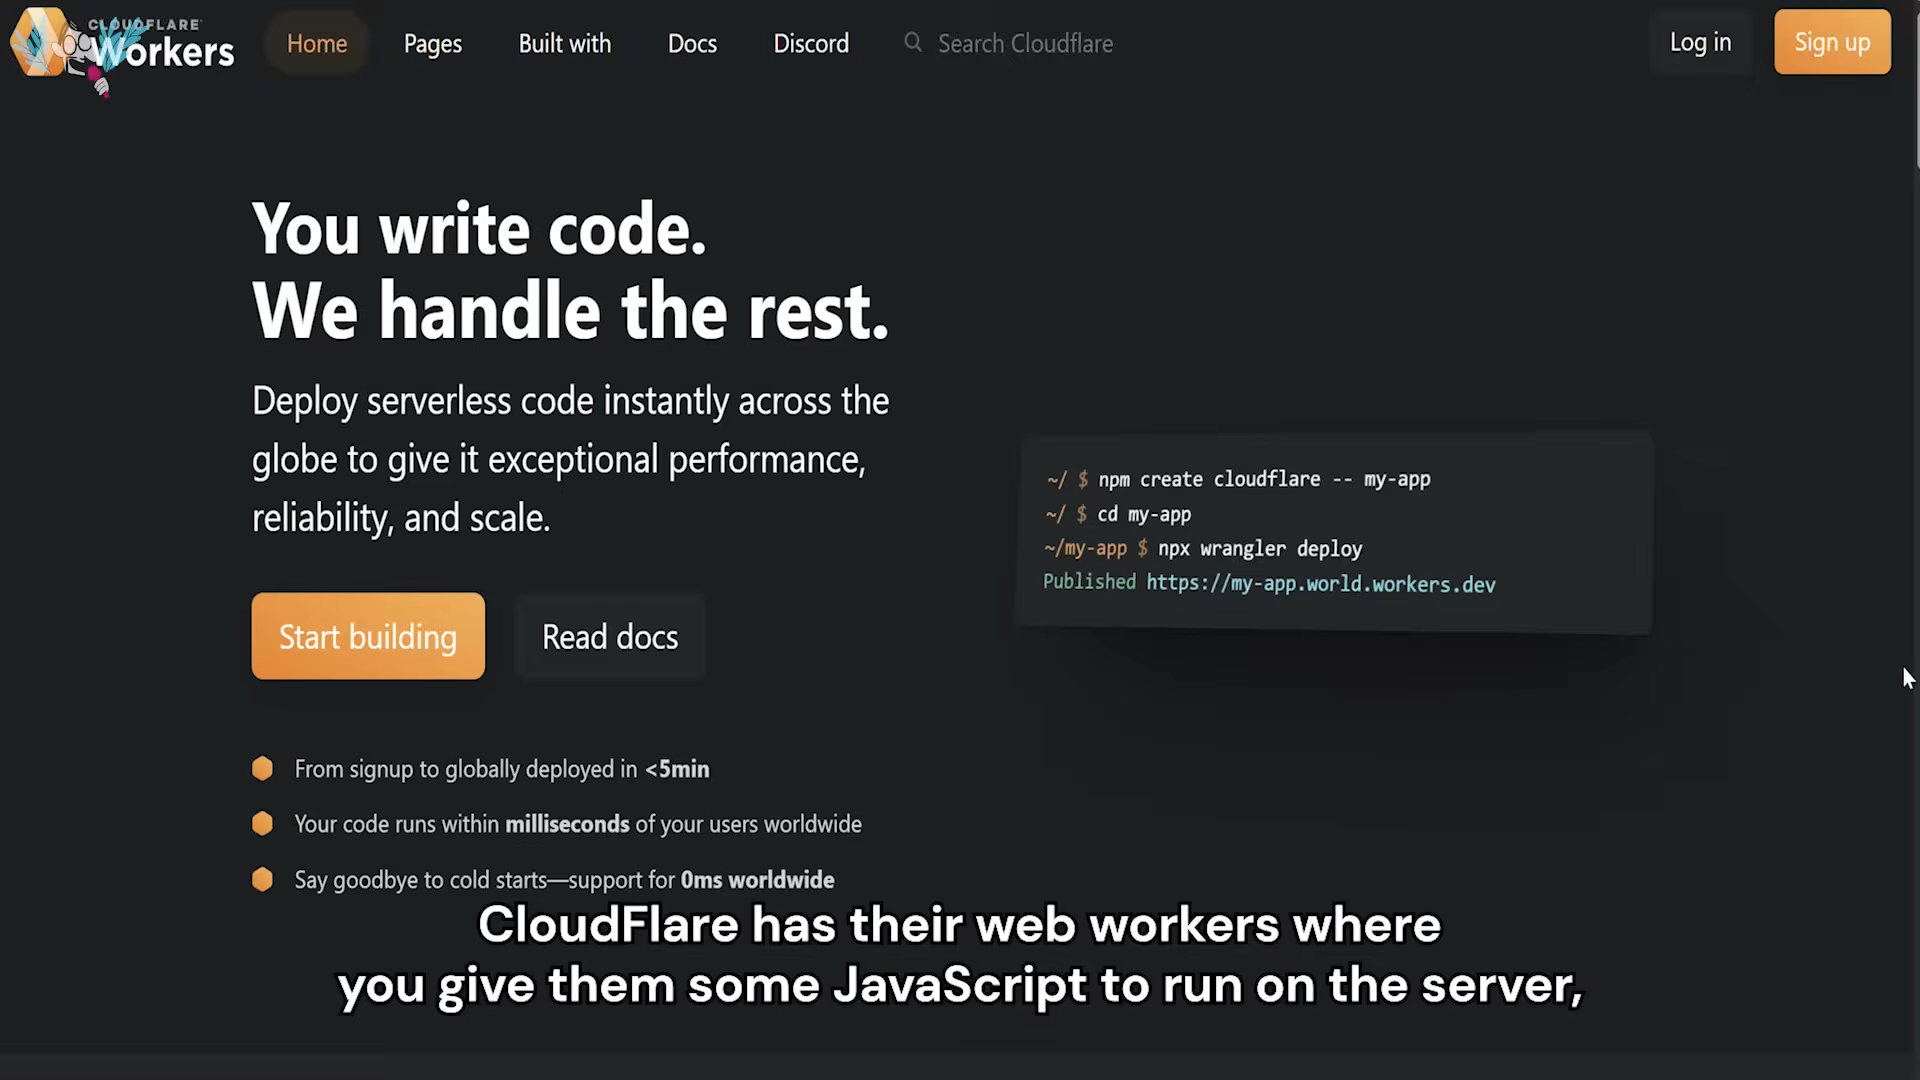 CLOUDFLARE
Workers
Home
Pages
Built with
Docs
Discord
Search Cloudflare
Log in
Sign up
You write code.
We handle the rest.
Deploy serverless code instantly across the
globe to give it exceptional performance,
reliability, and scale.
~/ $ npm create cloudflare -- my-app
~/ $ cd my-app
~/my-app $ npx wrangler deploy
Published https://my-app.world.workers.dev
Start building
Read docs
From signup to globally deployed in <5min
Your code runs within milliseconds of your users worldwide
Say goodbye to cold starts—support for 0ms worldwide
CloudFlare has their web workers where
you give them some JavaScript to run on the server,